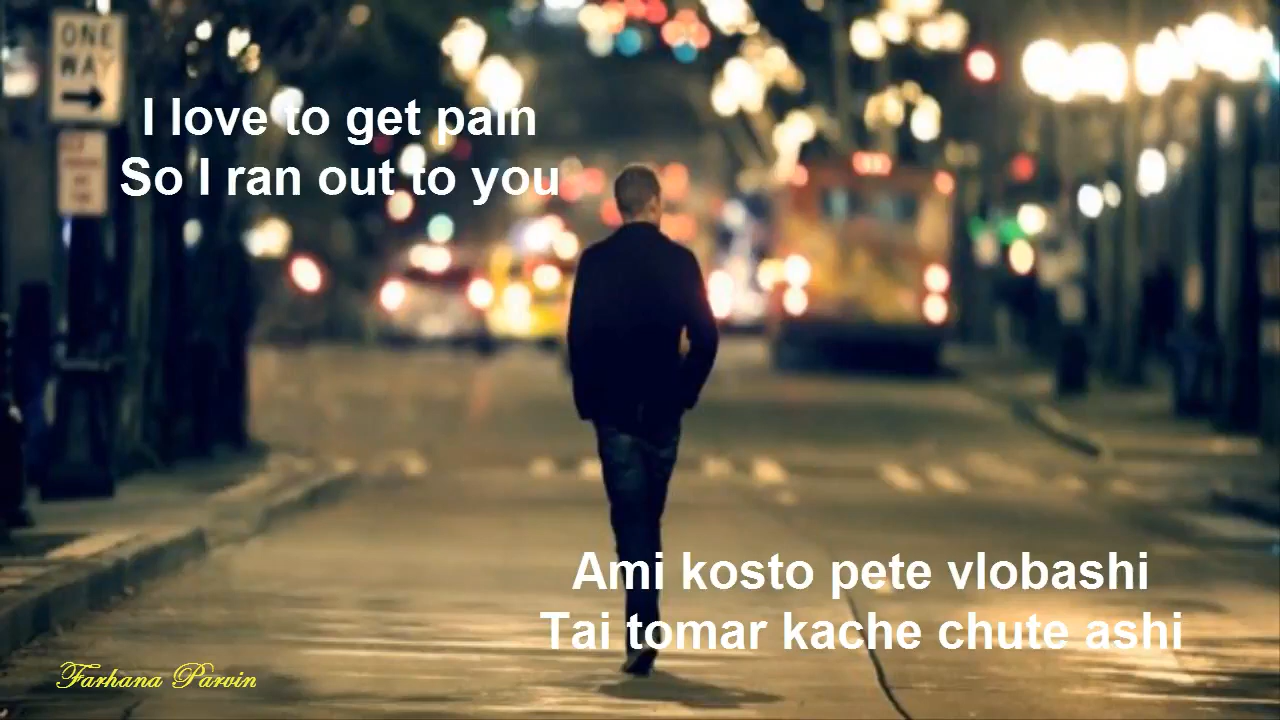 ONE
WAY
I love to get pain
So I ran out to you
Ami kosto pete vlobashi
Tai tomar kache chute ashi
Farhana Parvin